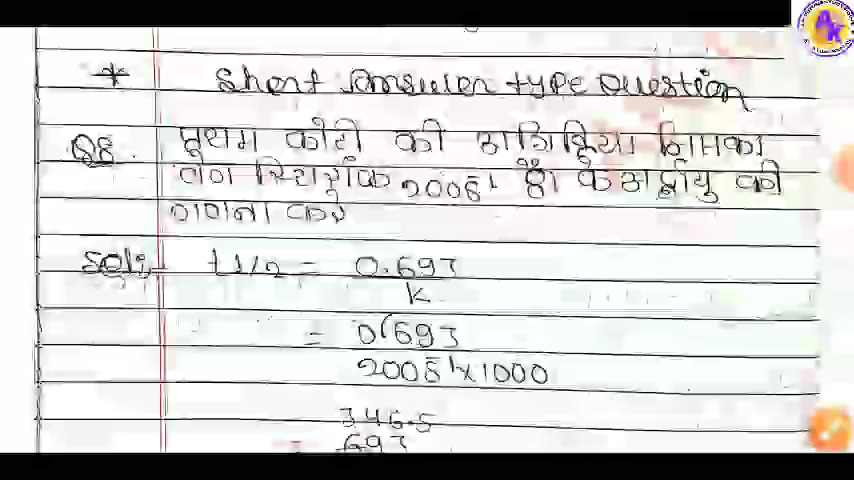 * Short Answer type Question
Q8. प्रथम कोटी की अभिक्रिया जिसका
वेग स्थिरांक 200s⁻¹ है। के अर्द्धायु की
गणना करे
Sol:- t1/2 = 0.693
K
= 0.693
200s⁻¹×1000
346.5
= 693